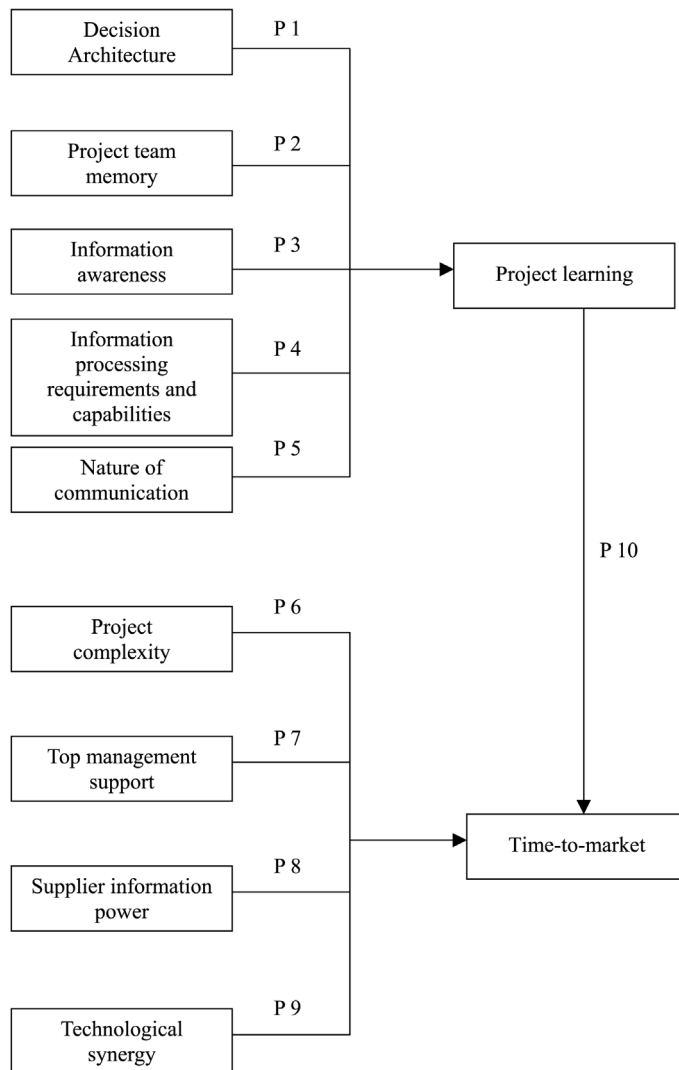 Decision
Architecture
P 1
Project team
memory
P 2
Information
awareness
P 3
Project learning
Information
processing
requirements and
capabilities
P 4
Nature of
communication
P 5
P 10
Project
complexity
P 6
Top management
support
P 7
Time-to-market
Supplier information
power
P 8
Technological
synergy
P 9